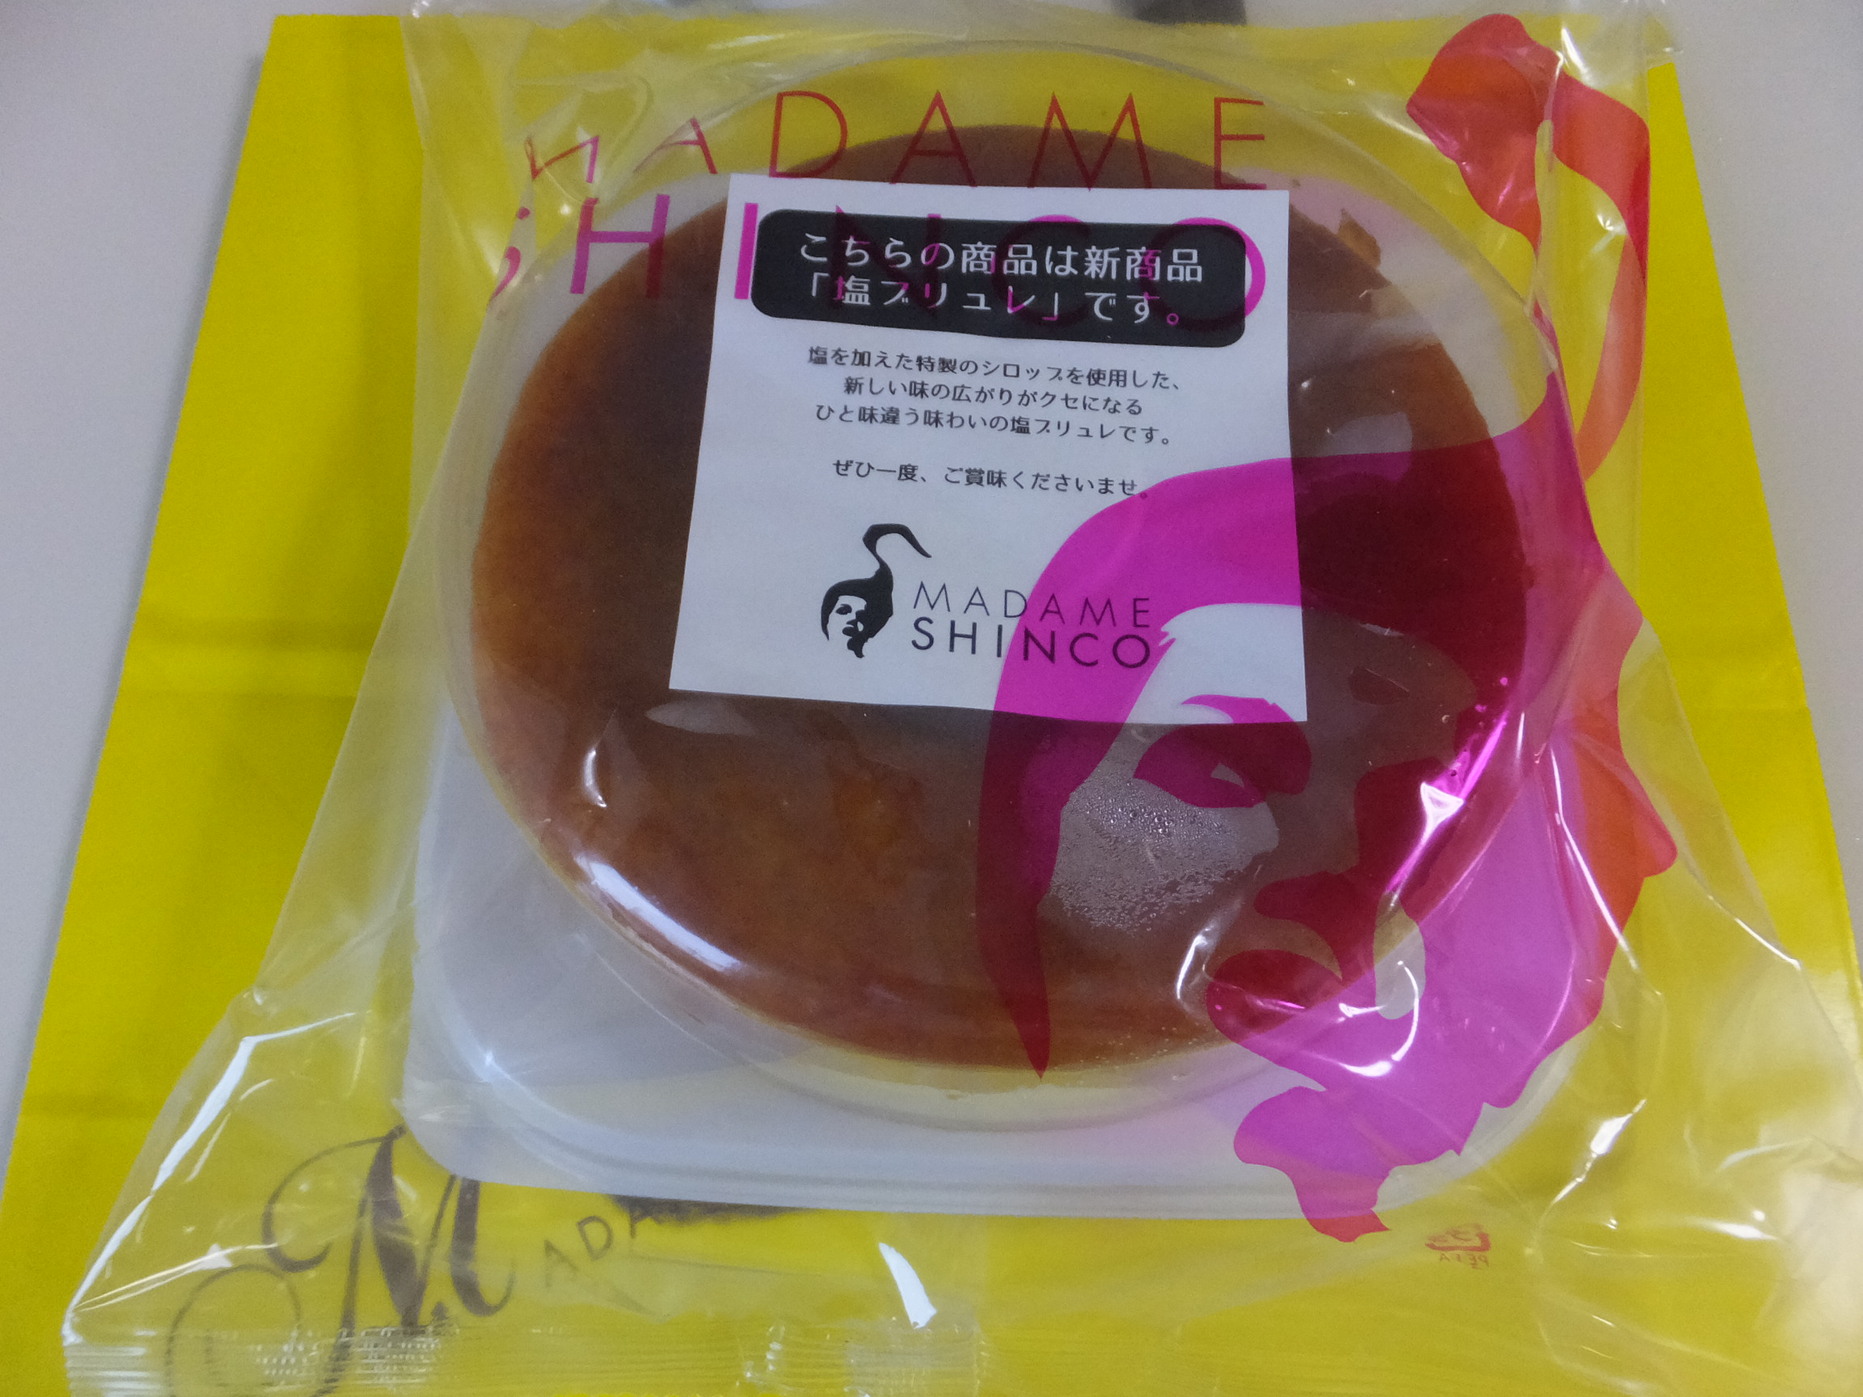 MADAME
SHINCO
こちらの商品は新商品
「塩ブリュレ」です。
塩を加えた特製のシロップを使用した、
新しい味の広がりがクセになる
ひと味違う味わいの塩ブリュレです。
ぜひ一度、ご賞味くださいませ。
MADAME
SHINCO
M
MADA